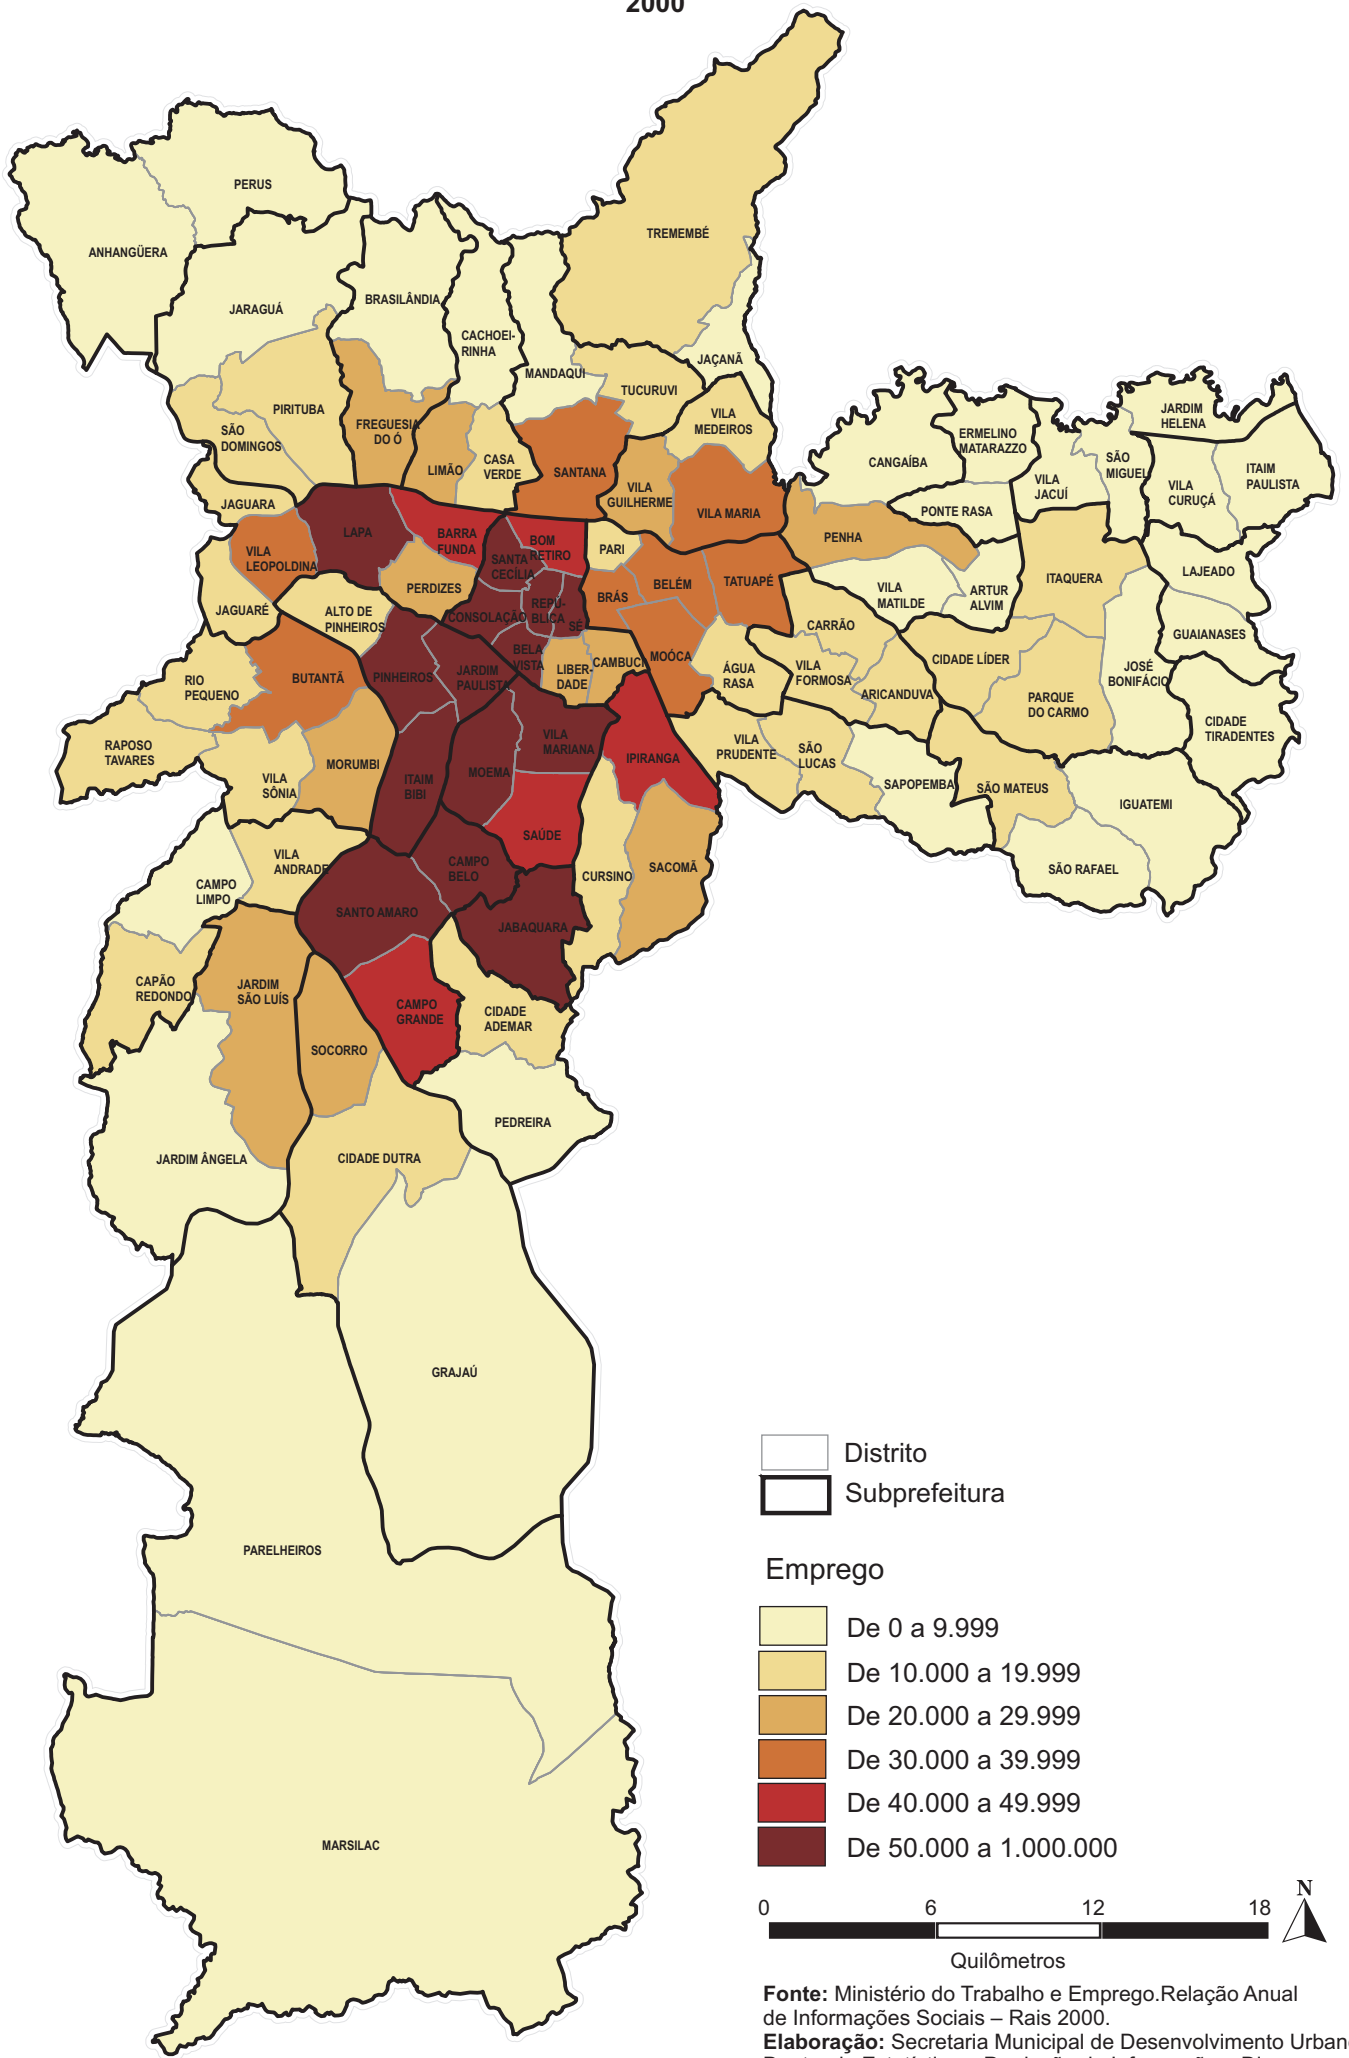 2000
PERUS
ANHANGÜERA
TREMEMBÉ
JARAGUÁ
BRASILÂNDIA
CACHOEI-
RINHA
MANDAQUI
JAÇANÃ
TUCURUVI
PIRITUBA
SÃO
DOMINGOS
FREGUESIA
DO Ó
LIMÃO
CASA
VERDE
SANTANA
VILA
MEDEIROS
VILA
GUILHERME
VILA MARIA
CANGAÍBA
ERMELINO
MATARAZZO
PONTE RASA
VILA
JACUÍ
SÃO
MIGUEL
JARDIM
HELENA
VILA
CURUÇÁ
ITAIM
PAULISTA
JAGUARA
VILA
LEOPOLDINA
LAPA
BARRA
FUNDA
BOM
RETIRO
SANTA
CECÍLIA
PARI
PENHA
PERDIZES
CONSOLAÇÃO
REPÚ-
BLICA
SÉ
BRÁS
BELÉM
TATUAPÉ
VILA
MATILDE
ARTUR
ALVIM
ITAQUERA
LAJEADO
GUAIANASES
JAGUARÉ
ALTO DE
PINHEIROS
BELA
VISTA
LIBER-
DADE
CAMBUCI
MOÓCA
ÁGUA
RASA
CARRÃO
VILA
FORMOSA
ARICANDUVA
CIDADE LÍDER
PARQUE
DO CARMO
JOSÉ
BONIFÁCIO
CIDADE
TIRADENTES
RIO
PEQUENO
BUTANTÃ
PINHEIROS
JARDIM
PAULISTA
RAPOSO
TAVARES
VILA
SÔNIA
MORUMBI
ITAIM
BIBI
MOEMA
VILA
MARIANA
IPIRANGA
VILA
PRUDENTE
SÃO
LUCAS
SAPOPEMBA
SÃO MATEUS
IGUATEMI
SÃO RAFAEL
SAÚDE
CURSINO
SACOMÃ
VILA
ANDRADE
CAMPO
LIMPO
CAMPO
BELO
SANTO AMARO
JABAQUARA
CAPÃO
REDONDO
JARDIM
SÃO LUÍS
SOCORRO
CAMPO
GRANDE
CIDADE
ADEMAR
PEDREIRA
JARDIM ÂNGELA
CIDADE DUTRA
GRAJAÚ
PARELHEIROS
MARSILAC
Distrito
Subprefeitura
Emprego
De 0 a 9.999
De 10.000 a 19.999
De 20.000 a 29.999
De 30.000 a 39.999
De 40.000 a 49.999
De 50.000 a 1.000.000
0 6 12 18
N
Quilômetros
Fonte: Ministério do Trabalho e Emprego.Relação Anual
de Informações Sociais – Rais 2000.
Elaboração: Secretaria Municipal de Desenvolvimento Urbano